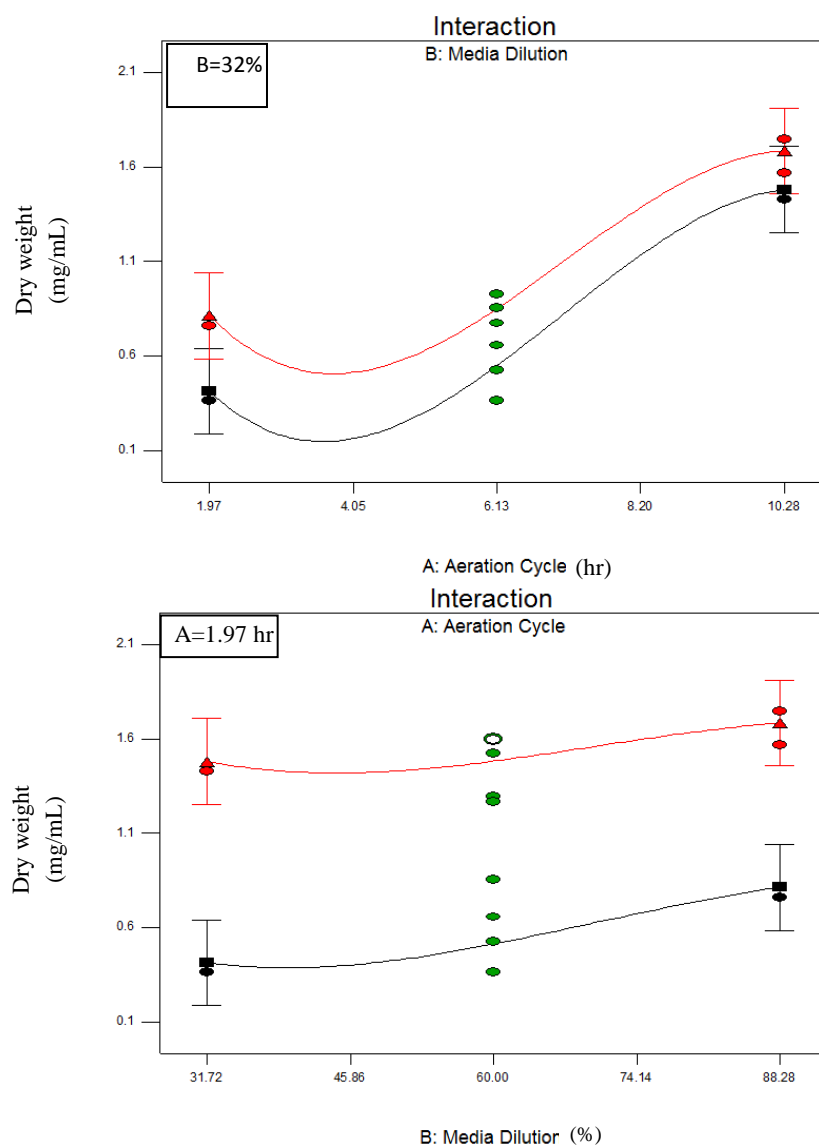 Interaction
B: Media Dilution
B=32%
2.1
1.6
1.1
0.6
0.1
Dry weight
(mg/mL)
1.97
4.05
6.13
8.20
10.28
A: Aeration Cycle (hr)
Interaction
A: Aeration Cycle
A=1.97 hr
2.1
1.6
1.1
0.6
0.1
Dry weight
(mg/mL)
31.72
45.86
60.00
74.14
88.28
B: Media Dilution (%)